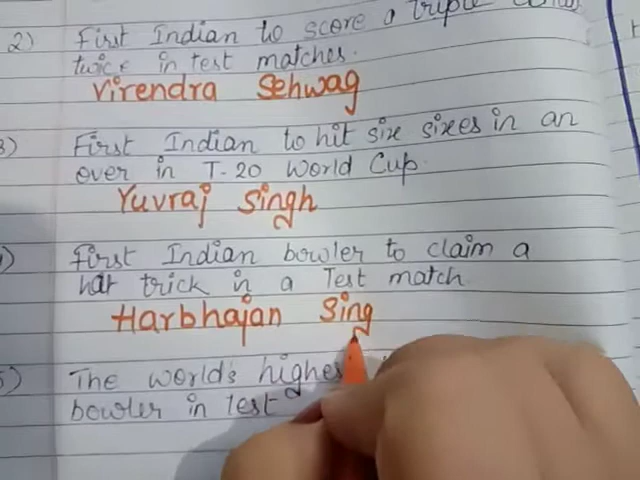 2) First Indian to score a triple
twice in test matches.
Virendra Sehwag
3) First Indian to hit six sixes in an
over in T-20 World Cup.
Yuvraj Singh
) First Indian bowler to claim a
hat trick in a Test match
Harbhajan Sing
5) The world's highes
bowler in test